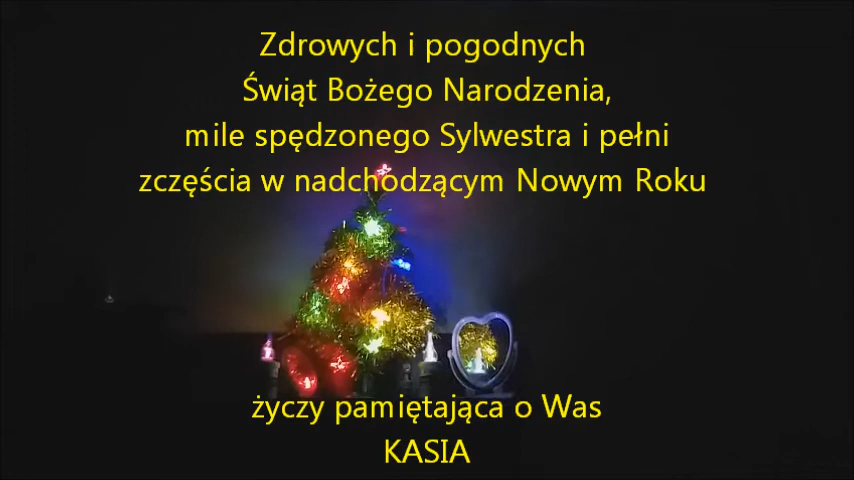 Zdrowych i pogodnych
Świąt Bożego Narodzenia,
mile spędzonego Sylwestra i pełni
zczęścia w nadchodzącym Nowym Roku
życzy pamiętająca o Was
KASIA